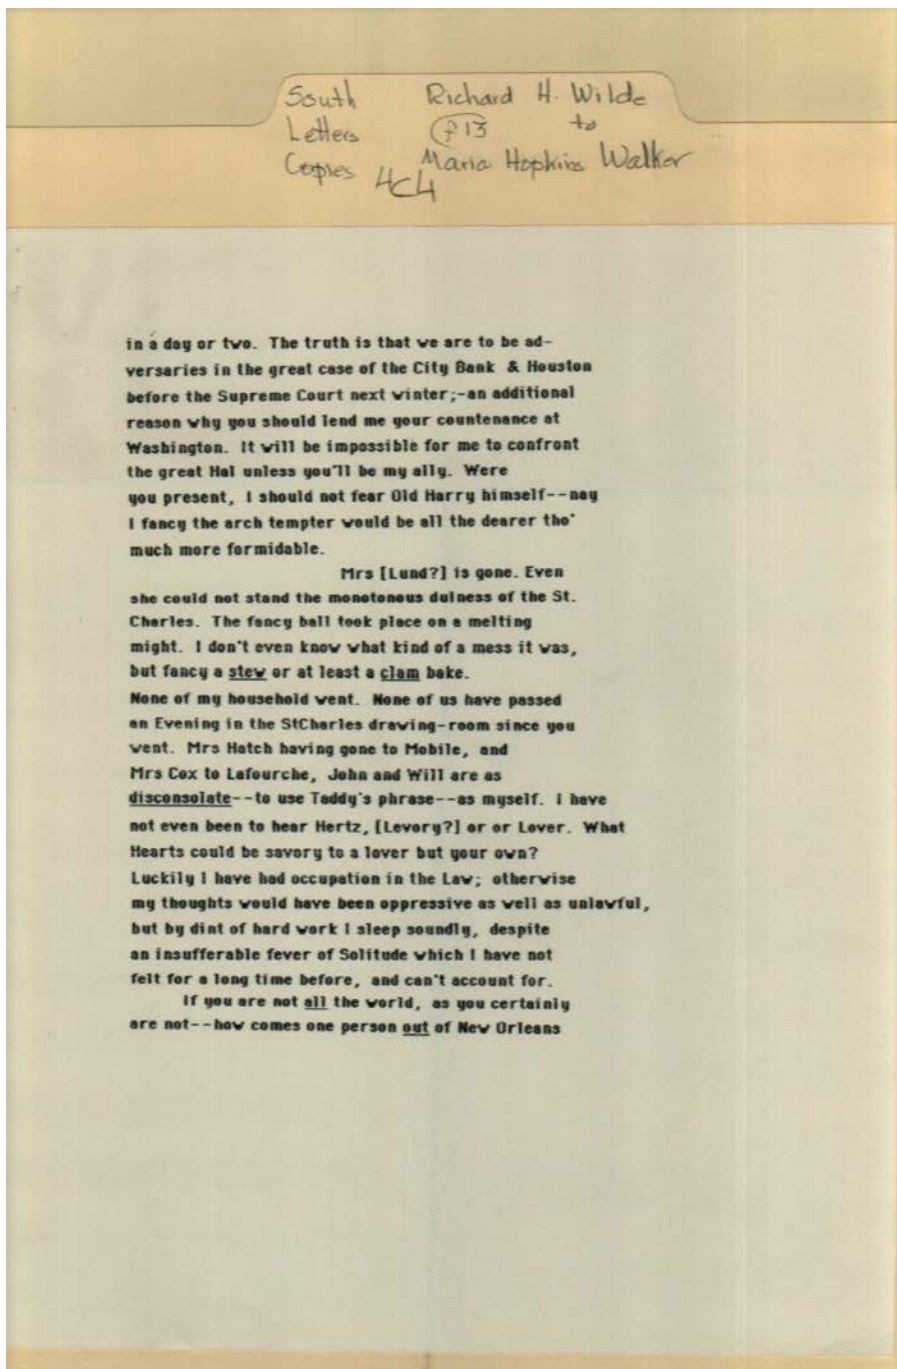 South Richard H. Wilde
Letters p 13 to
Copies Maria Hopkins Walker
4C4
in a day or two. The truth is that we are to be ad-
versaries in the great case of the City Bank & Houston
before the Supreme Court next winter;-an additional
reason why you should lend me your countenance at
Washington. It will be impossible for me to confront
the great Hal unless you'll be my ally. Were
you present, I should not fear Old Harry himself--nay
I fancy the arch tempter would be all the dearer tho'
much more formidable.
Mrs [Lund?] is gone. Even
she could not stand the monotonous dulness of the St.
Charles. The fancy ball took place on a melting
might. I don't even know what kind of a mess it was,
but fancy a stew or at least a clam bake.
None of my household went. None of us have passed
an Evening in the StCharles drawing-room since you
went. Mrs Hatch having gone to Mobile, and
Mrs Cox to Lafourche, John and Will are as
disconsolate--to use Taddy's phrase--as myself. I have
not even been to hear Hertz, [Levory?] or or Lover. What
Hearts could be savory to a lover but your own?
Luckily I have had occupation in the Law; otherwise
my thoughts would have been oppressive as well as unlawful,
but by dint of hard work I sleep soundly, despite
an insufferable fever of Solitude which I have not
felt for a long time before, and can't account for.
If you are not all the world, as you certainly
are not--how comes one person out of New Orleans